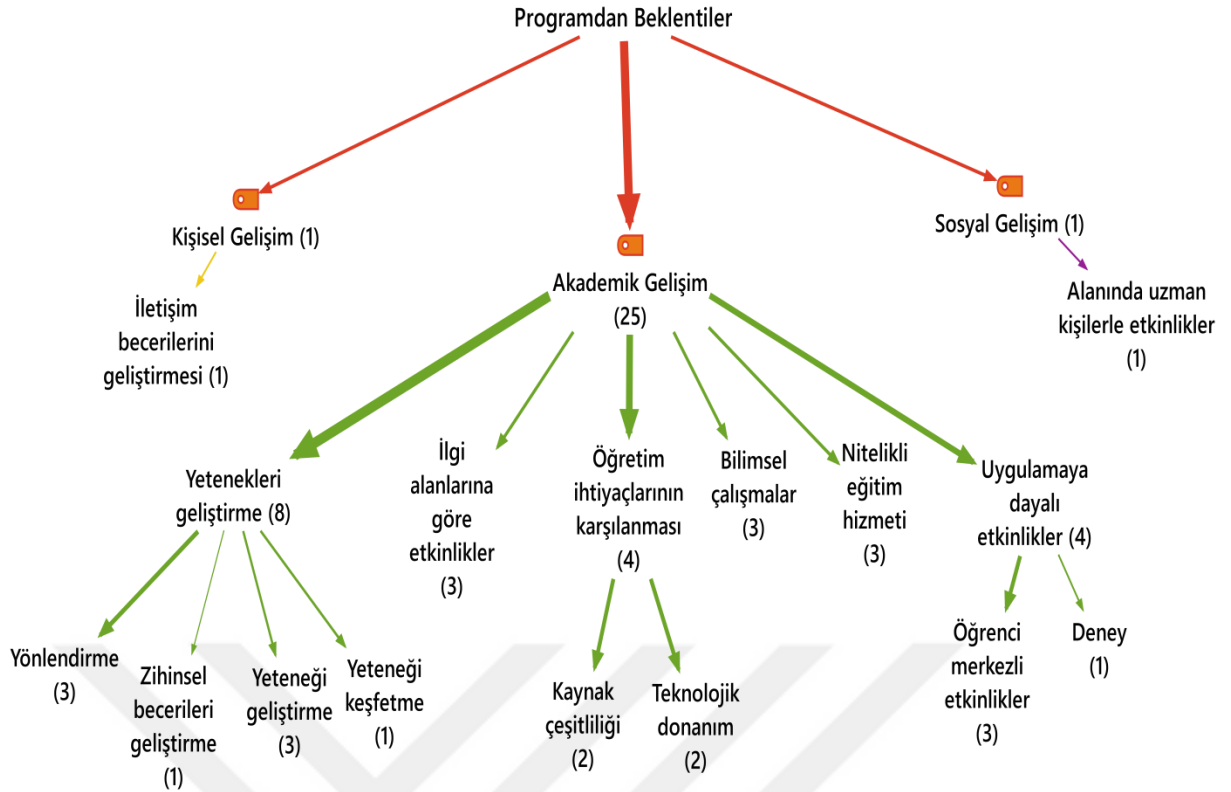 Programdan Beklentiler
Kişisel Gelişim (1)
İletişim
becerilerini
geliştirmesi (1)
Akademik Gelişim
(25)
Sosyal Gelişim (1)
Alanında uzman
kişilerle etkinlikler
(1)
Yetenekleri
geliştirme (8)
İlgi
alanlarına
göre
etkinlikler
(3)
Öğretim
ihtiyaçlarının
karşılanması
(4)
Bilimsel
çalışmalar
(3)
Nitelikli
eğitim
hizmeti
(3)
Uygulamaya
dayalı
etkinlikler (4)
Yönlendirme
(3)
Zihinsel
becerileri
geliştirme
(1)
Yeteneği
geliştirme
(3)
Yeteneği
keşfetme
(1)
Kaynak
çeşitliliği
(2)
Teknolojik
donanım
(2)
Öğrenci
merkezli
etkinlikler
(3)
Deney
(1)